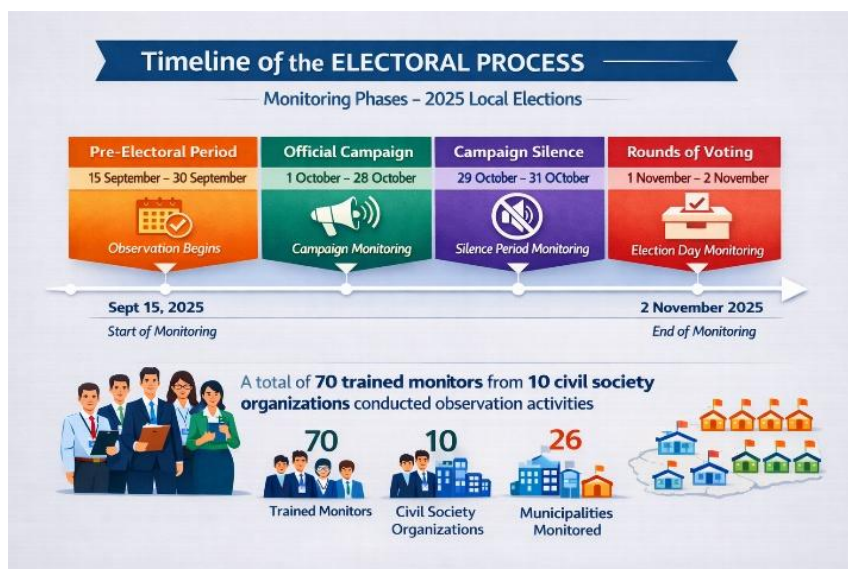 Timeline of the ELECTORAL PROCESS
Monitoring Phases – 2025 Local Elections
Pre-Electoral Period
15 September – 30 September
Observation Begins
Official Campaign
1 October – 28 October
Campaign Monitoring
Campaign Silence
29 October – 31 OCtober
Silence Period Monitoring
Rounds of Voting
1 November – 2 November
Election Day Monitoring
Sept 15, 2025
Start of Monitoring
2 November 2025
End of Monitoring
A total of 70 trained monitors from 10 civil society
organizations conducted observation activities
70
Trained Monitors
10
Civil Society
Organizations
26
Municipalities
Monitored